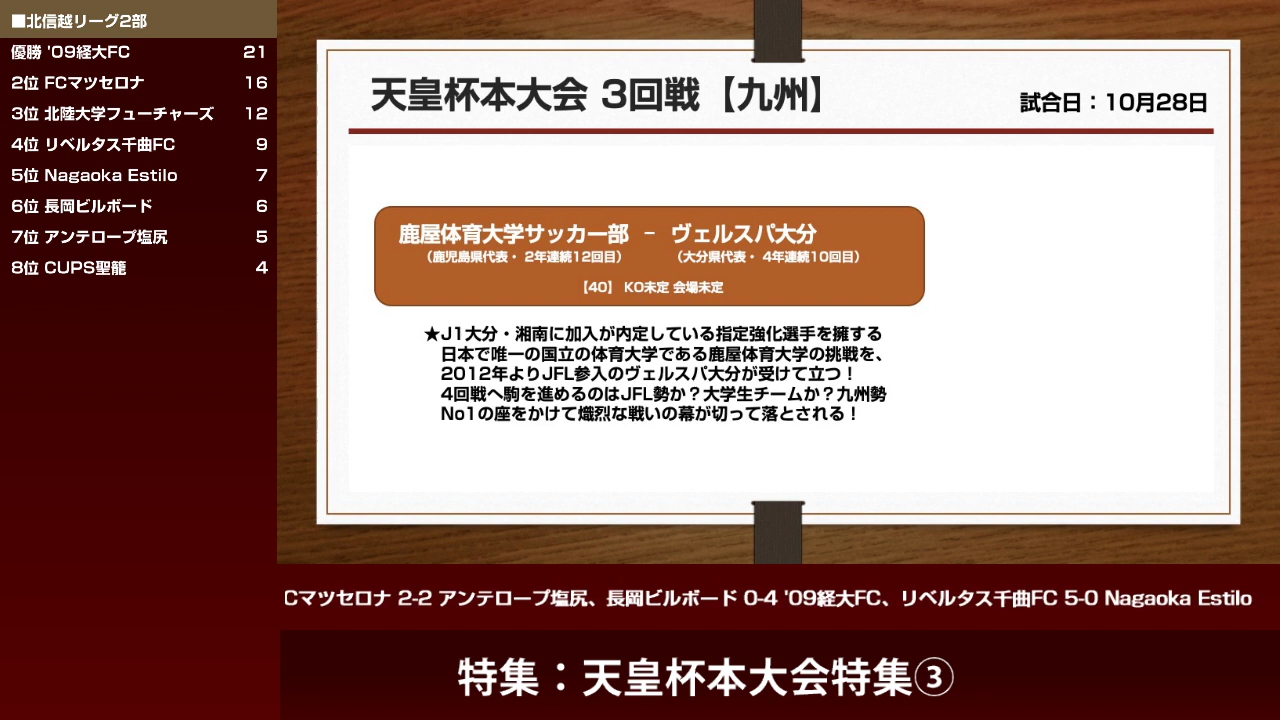 ■北信越リーグ2部
優勝 '09経大FC 21
2位 FCマツセロナ 16
3位 北陸大学フューチャーズ 12
4位 リベルタス千曲FC 9
5位 Nagaoka Estilo 7
6位 長岡ビルボード 6
7位 アンテロープ塩尻 5
8位 CUPS聖籠 4
天皇杯本大会 3回戦【九州】
試合日:10月28日
鹿屋体育大学サッカー部 − ヴェルスパ大分
(鹿児島県代表・ 2年連続12回目) (大分県代表・ 4年連続10回目)
【40】 KO未定 会場未定
★J1大分・湘南に加入が内定している指定強化選手を擁する
日本で唯一の国立の体育大学である鹿屋体育大学の挑戦を、
2012年よりJFL参入のヴェルスパ大分が受けて立つ!
4回戦へ駒を進めるのはJFL勢か?大学生チームか?九州勢
No1の座をかけて熾烈な戦いの幕が切って落とされる!
Cマツセロナ 2-2 アンテロープ塩尻、長岡ビルボード 0-4 '09経大FC、リベルタス千曲FC 5-0 Nagaoka Estilo
特集:天皇杯本大会特集③